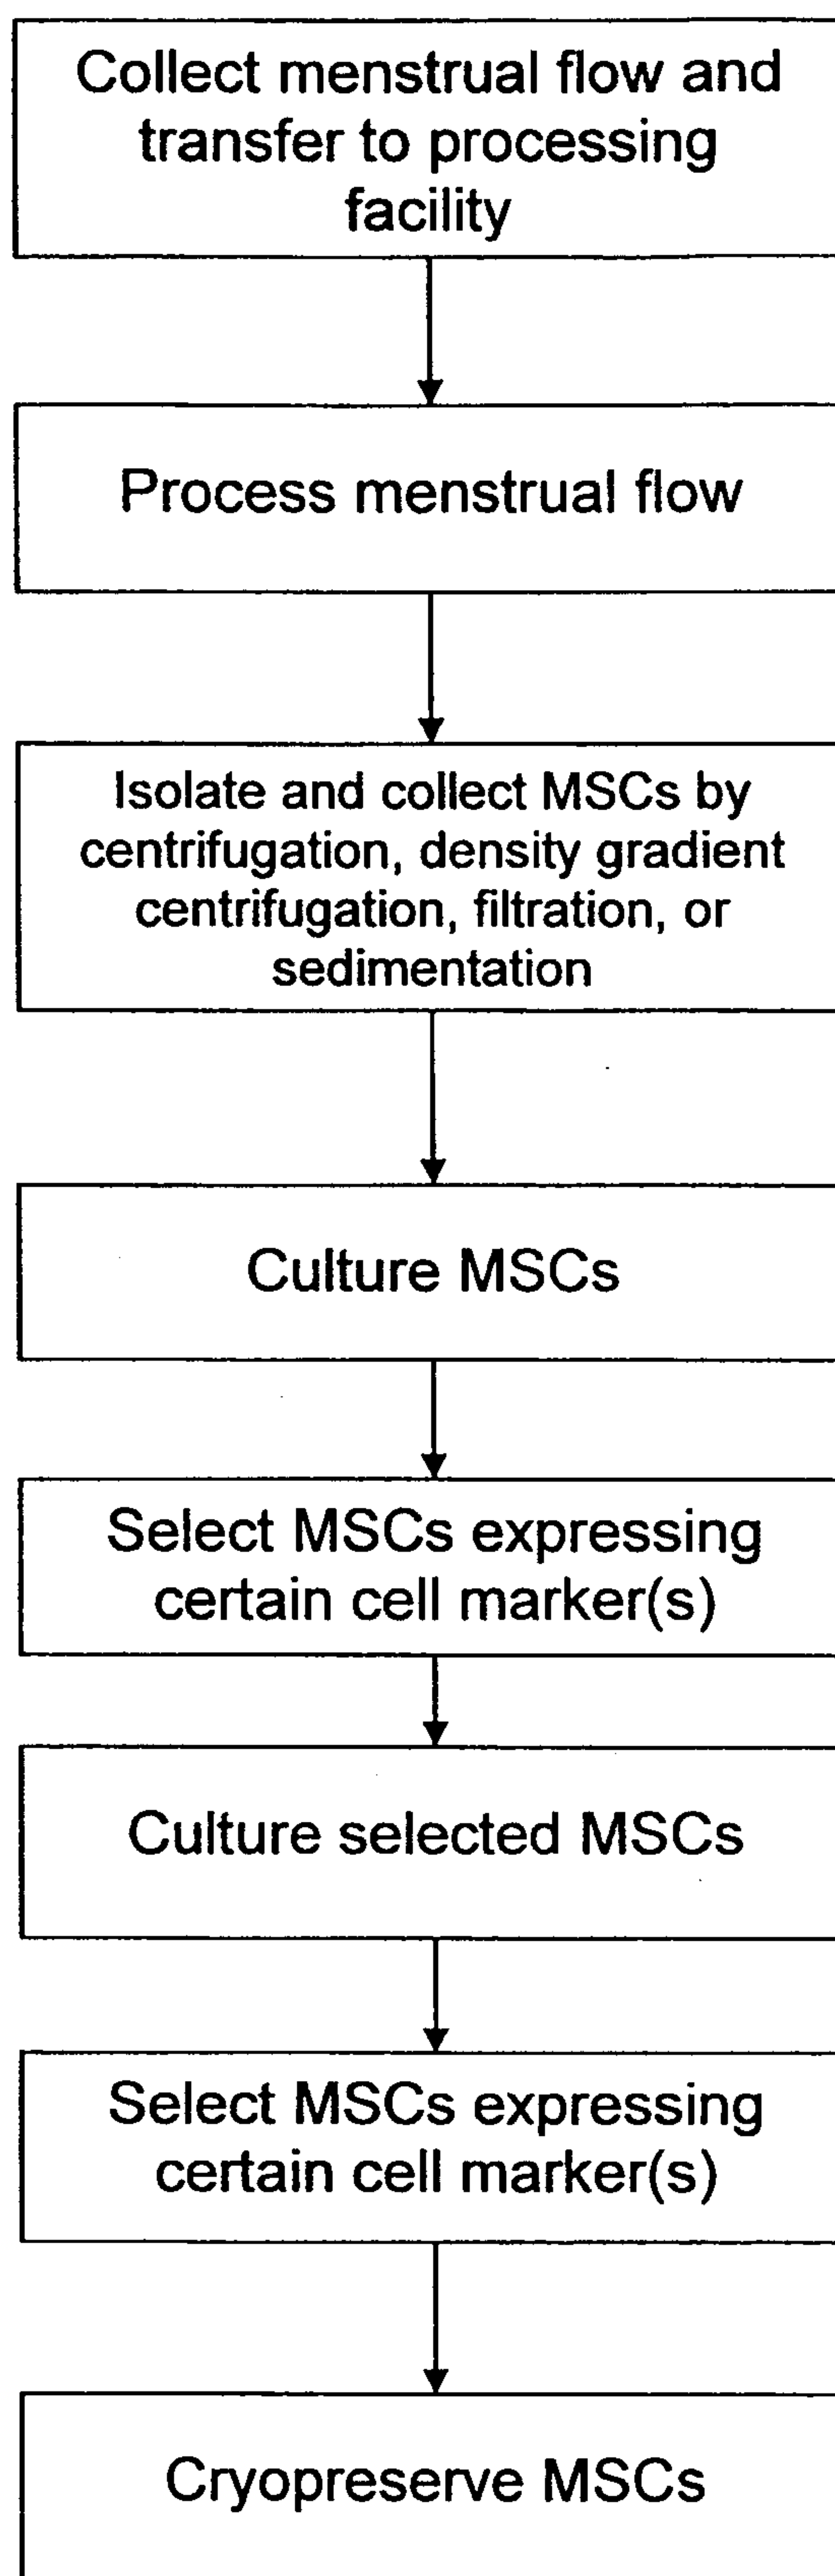 Collect menstrual flow and
transfer to processing
facility
Process menstrual flow
Isolate and collect MSCs by
centrifugation, density gradient
centrifugation, filtration, or
sedimentation
Culture MSCs
Select MSCs expressing
certain cell marker(s)
Culture selected MSCs
Select MSCs expressing
certain cell marker(s)
Cryopreserve MSCs